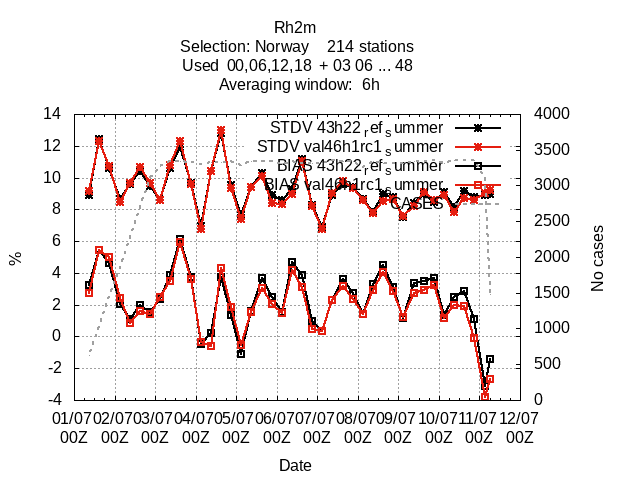 Rh2m
Selection: Norway 214 stations
Used 00,06,12,18 + 03 06 ... 48
Averaging window: 6h
14 12 10 8 6 4 2 0 -2 -4
%
STDV 43h22refsummer
STDV val46h1rc1summer
BIAS 43h22refsummer
BIAS val46h1rc1summer
CASES
4000 3500 3000 2500 2000 1500 1000 500 0
No cases
01/07 02/07 03/07 04/07 05/07 06/07 07/07 08/07 09/07 10/07 11/07 12/07
00Z 00Z 00Z 00Z 00Z 00Z 00Z 00Z 00Z 00Z 00Z 00Z
Date